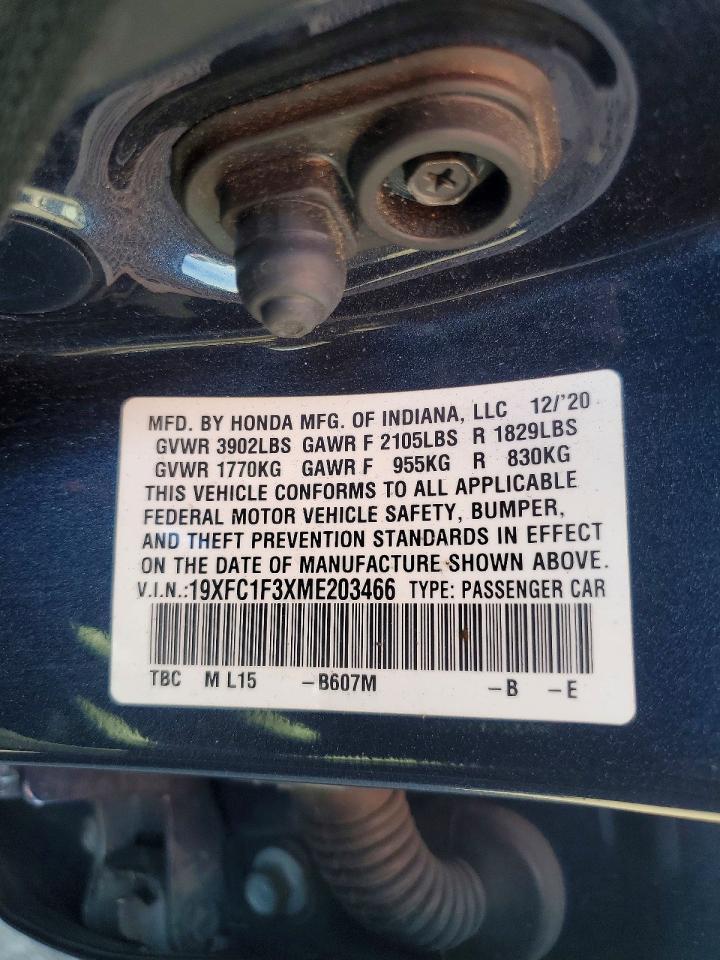 MFD. BY HONDA MFG. OF INDIANA, LLC 12/'20
GVWR 3902LBS GAWR F 2105LBS R 1829LBS
GVWR 1770KG GAWR F 955KG R 830KG
THIS VEHICLE CONFORMS TO ALL APPLICABLE
FEDERAL MOTOR VEHICLE SAFETY, BUMPER,
AND THEFT PREVENTION STANDARDS IN EFFECT
ON THE DATE OF MANUFACTURE SHOWN ABOVE.
V.I.N.:19XFC1F3XME203466 TYPE: PASSENGER CAR
TBC M L15 -B607M -B -E